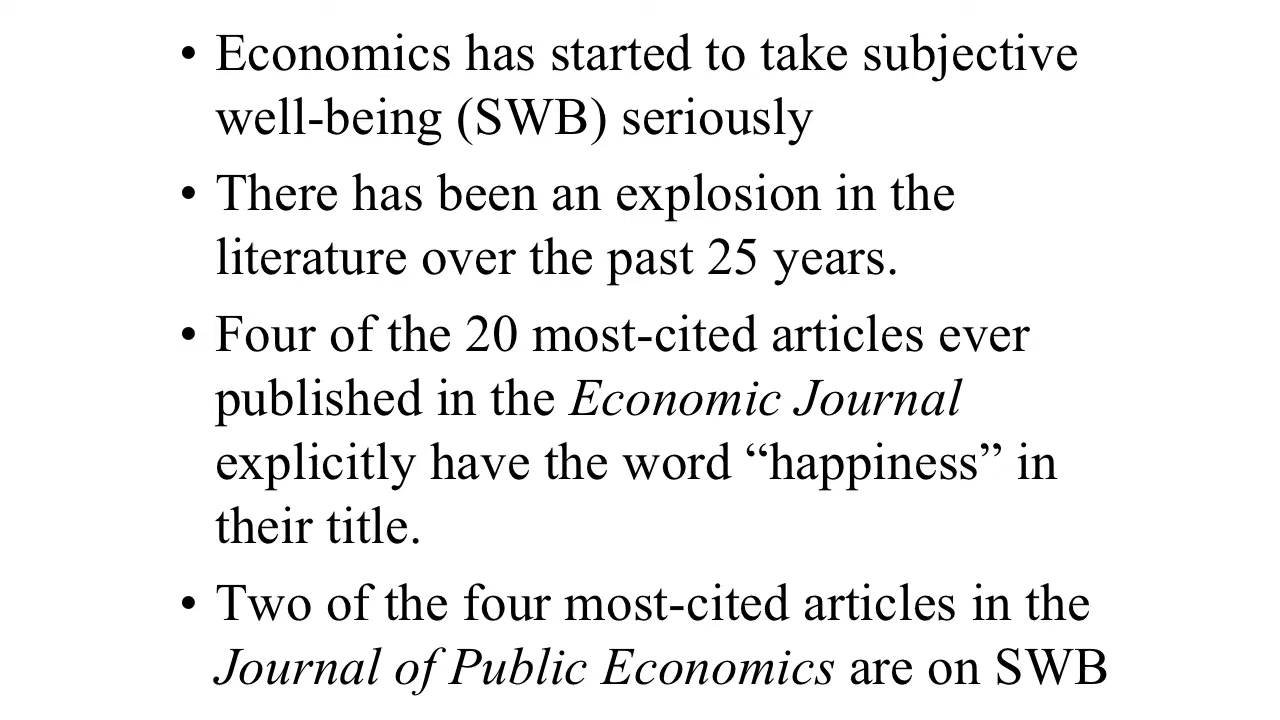 • Economics has started to take subjective
well-being (SWB) seriously
• There has been an explosion in the
literature over the past 25 years.
• Four of the 20 most-cited articles ever
published in the Economic Journal
explicitly have the word “happiness” in
their title.
• Two of the four most-cited articles in the
Journal of Public Economics are on SWB